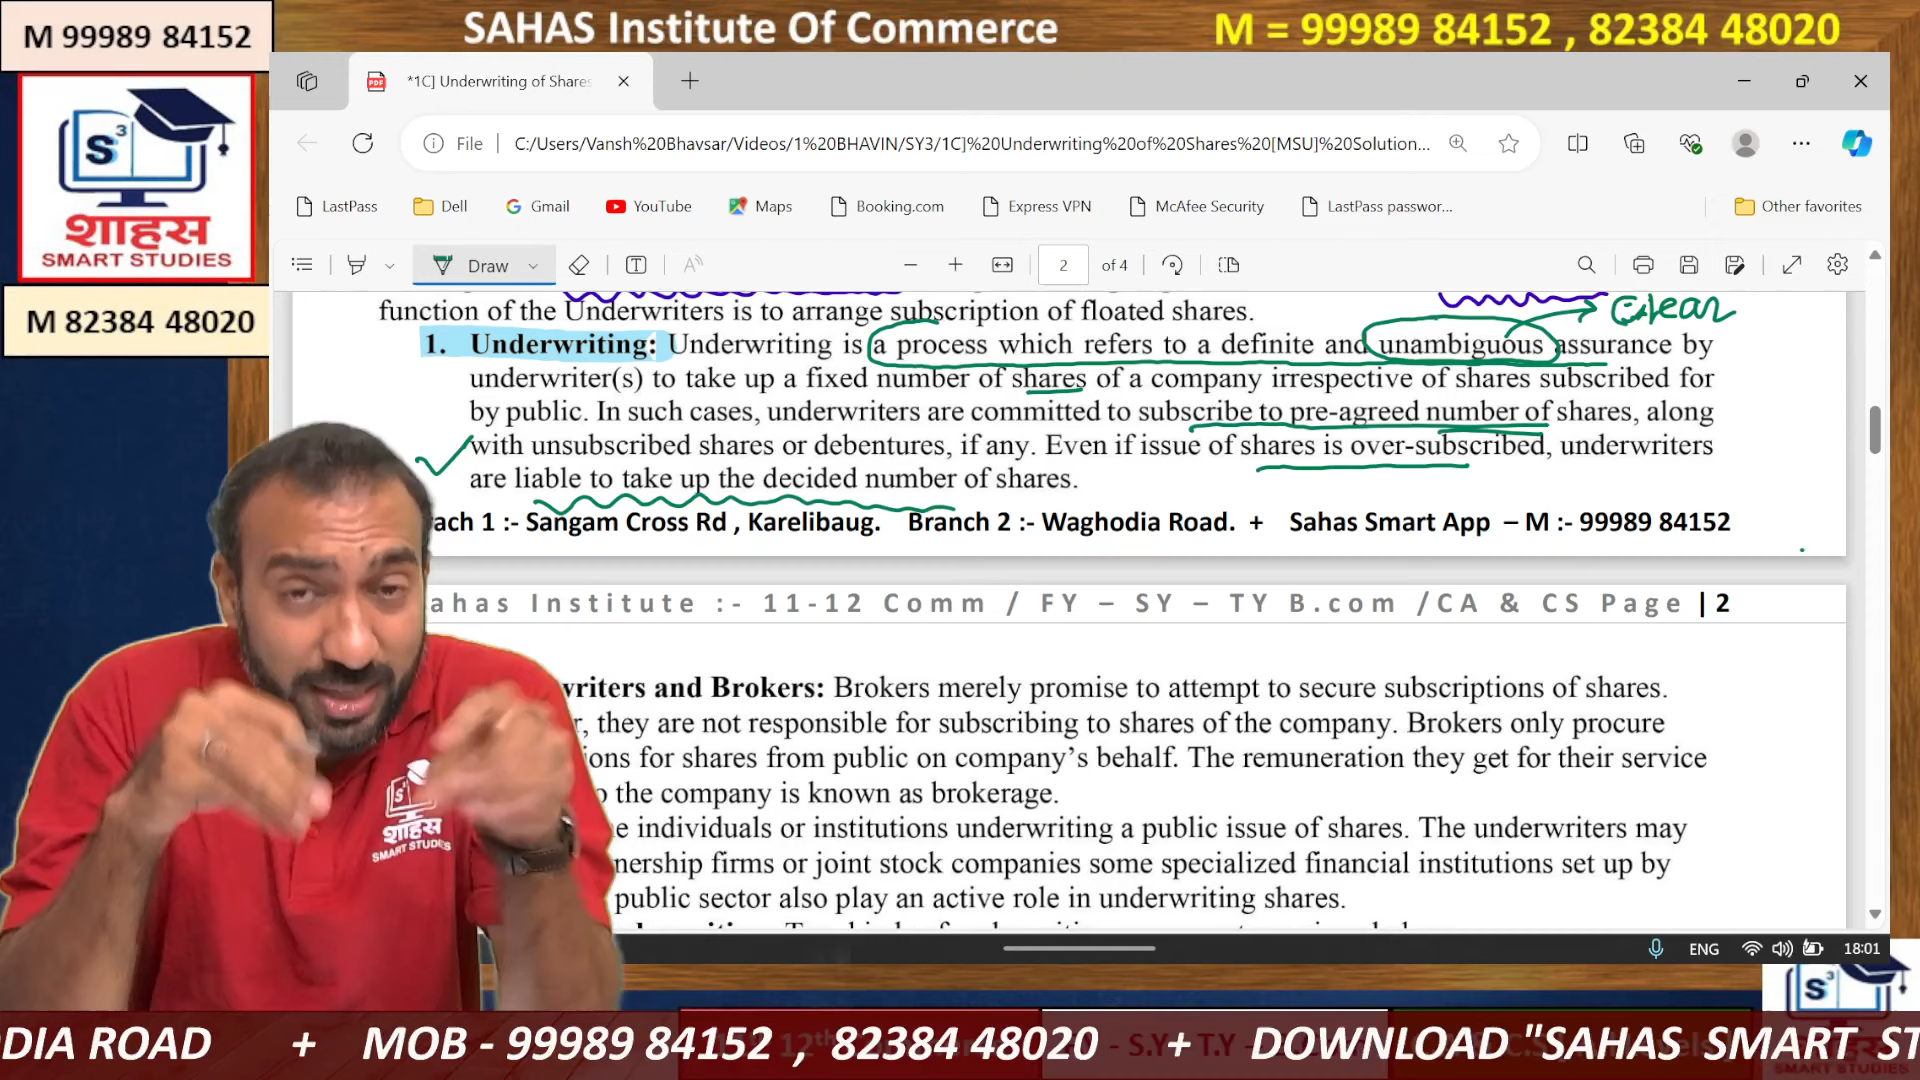 M 99989 84152
SAHAS Institute Of Commerce
M = 99989 84152 , 82384 48020
S³
शाहस
SMART STUDIES
M 82384 48020
*1C] Underwriting of Shares
File
C:/Users/Vansh%20Bhavsar/Videos/1%20BHAVIN/SY3/1C]%20Underwriting%20of%20Shares%20[MSU]%20Solution...
LastPass
Dell
Gmail
YouTube
Maps
Booking.com
Express VPN
McAfee Security
LastPass passwor...
Other favorites
Draw
2 of 4
function of the Underwriters is to arrange subscription of floated shares.
clear
1. Underwriting: Underwriting is a process which refers to a definite and unambiguous assurance by
underwriter(s) to take up a fixed number of shares of a company irrespective of shares subscribed for
by public. In such cases, underwriters are committed to subscribe to pre-agreed number of shares, along
with unsubscribed shares or debentures, if any. Even if issue of shares is over-subscribed, underwriters
are liable to take up the decided number of shares.
ach 1 :- Sangam Cross Rd , Karelibaug. Branch 2 :- Waghodia Road. + Sahas Smart App – M :- 99989 84152
ahas Institute :- 11-12 Comm / FY – SY – TY B.com /CA & CS Page | 2
writers and Brokers: Brokers merely promise to attempt to secure subscriptions of shares.
r, they are not responsible for subscribing to shares of the company. Brokers only procure
ions for shares from public on company's behalf. The remuneration they get for their service
o the company is known as brokerage.
e individuals or institutions underwriting a public issue of shares. The underwriters may
nership firms or joint stock companies some specialized financial institutions set up by
public sector also play an active role in underwriting shares.
S³
शाहस
SMART STUDIES
ENG
18:01
S³
DIA ROAD + MOB - 99989 84152 , 82384 48020 + DOWNLOAD "SAHAS SMART ST